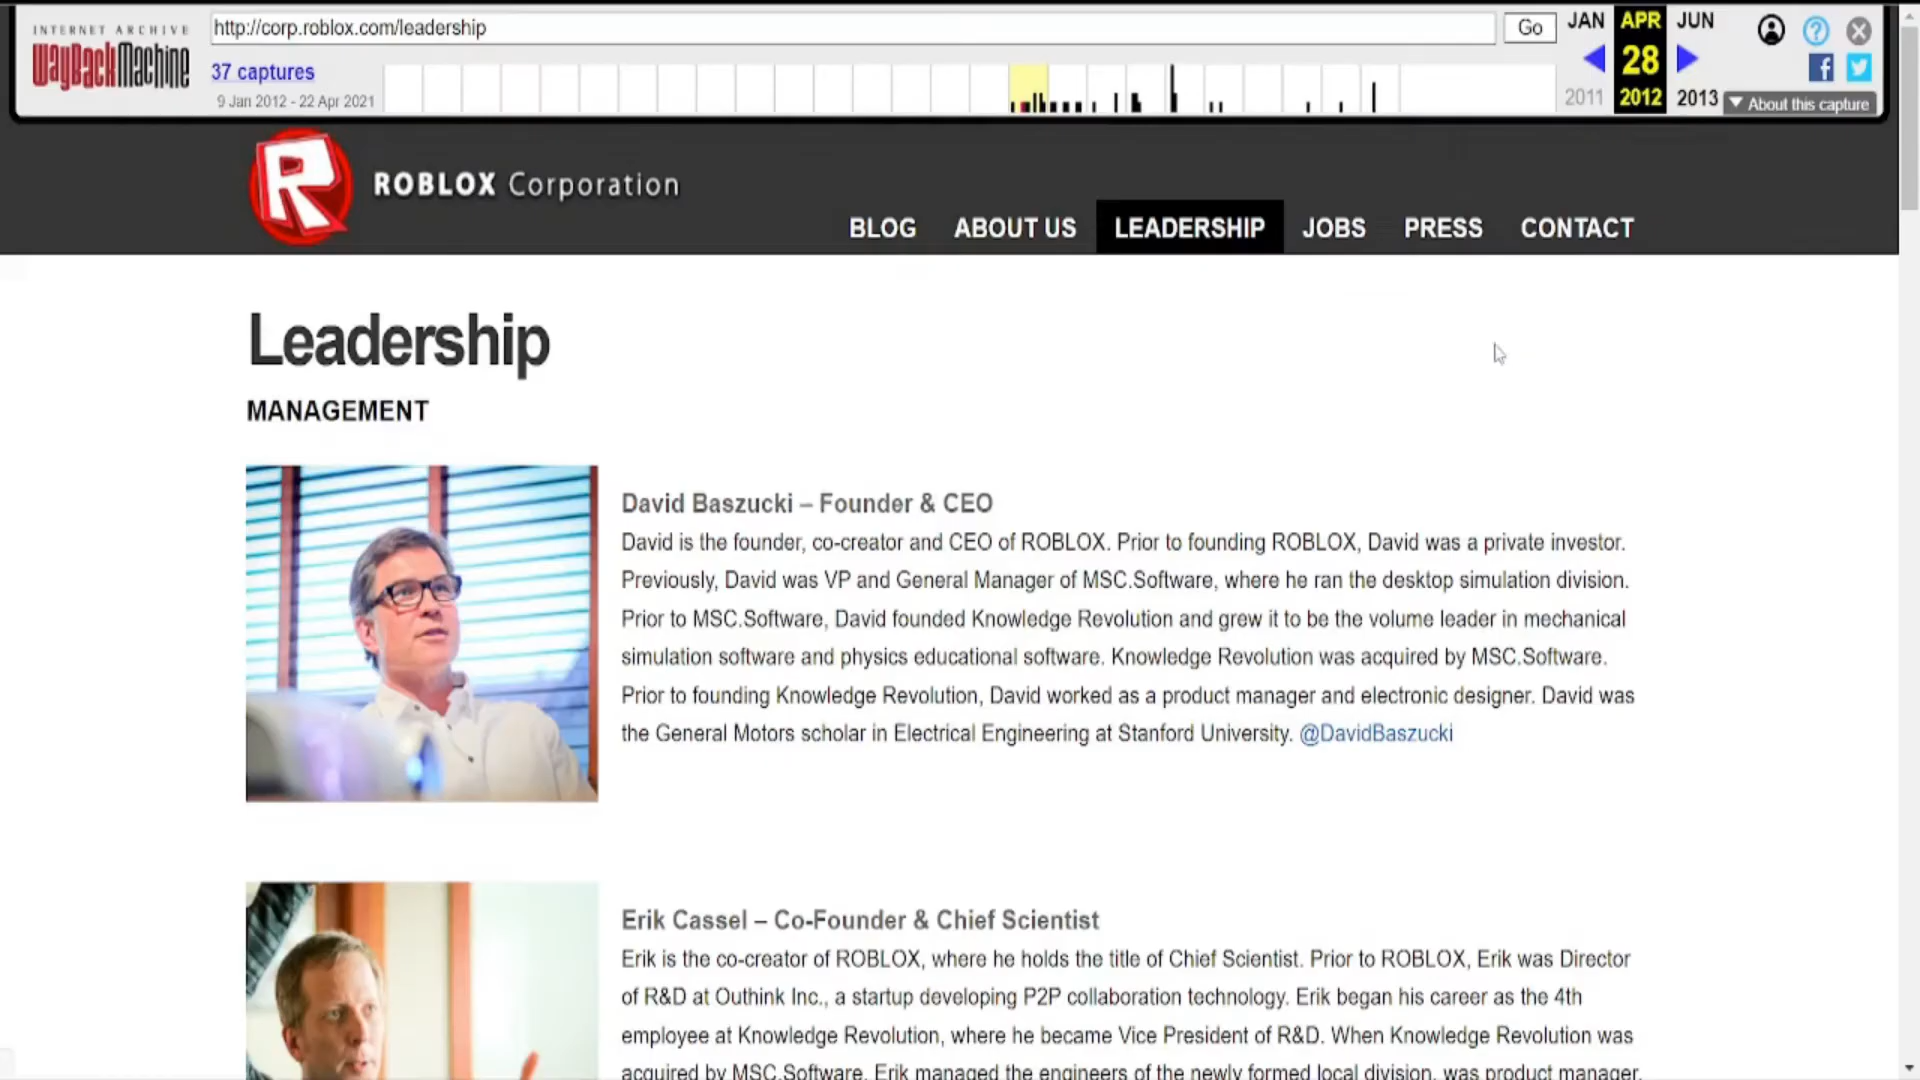 INTERNET ARCHIVE
WayBackMachine
http://corp.roblox.com/leadership
Go
JAN APR JUN
37 captures
28
9 Jan 2012 - 22 Apr 2021
2011 2012 2013
About this capture
ROBLOX Corporation
BLOG ABOUT US LEADERSHIP JOBS PRESS CONTACT
Leadership
MANAGEMENT
David Baszucki – Founder & CEO
David is the founder, co-creator and CEO of ROBLOX. Prior to founding ROBLOX, David was a private investor.
Previously, David was VP and General Manager of MSC.Software, where he ran the desktop simulation division.
Prior to MSC.Software, David founded Knowledge Revolution and grew it to be the volume leader in mechanical
simulation software and physics educational software. Knowledge Revolution was acquired by MSC.Software.
Prior to founding Knowledge Revolution, David worked as a product manager and electronic designer. David was
the General Motors scholar in Electrical Engineering at Stanford University. @DavidBaszucki
Erik Cassel – Co-Founder & Chief Scientist
Erik is the co-creator of ROBLOX, where he holds the title of Chief Scientist. Prior to ROBLOX, Erik was Director
of R&D at Outhink Inc., a startup developing P2P collaboration technology. Erik began his career as the 4th
employee at Knowledge Revolution, where he became Vice President of R&D. When Knowledge Revolution was
acquired by MSC.Software, Erik managed the engineers of the newly formed local division, was product manager,